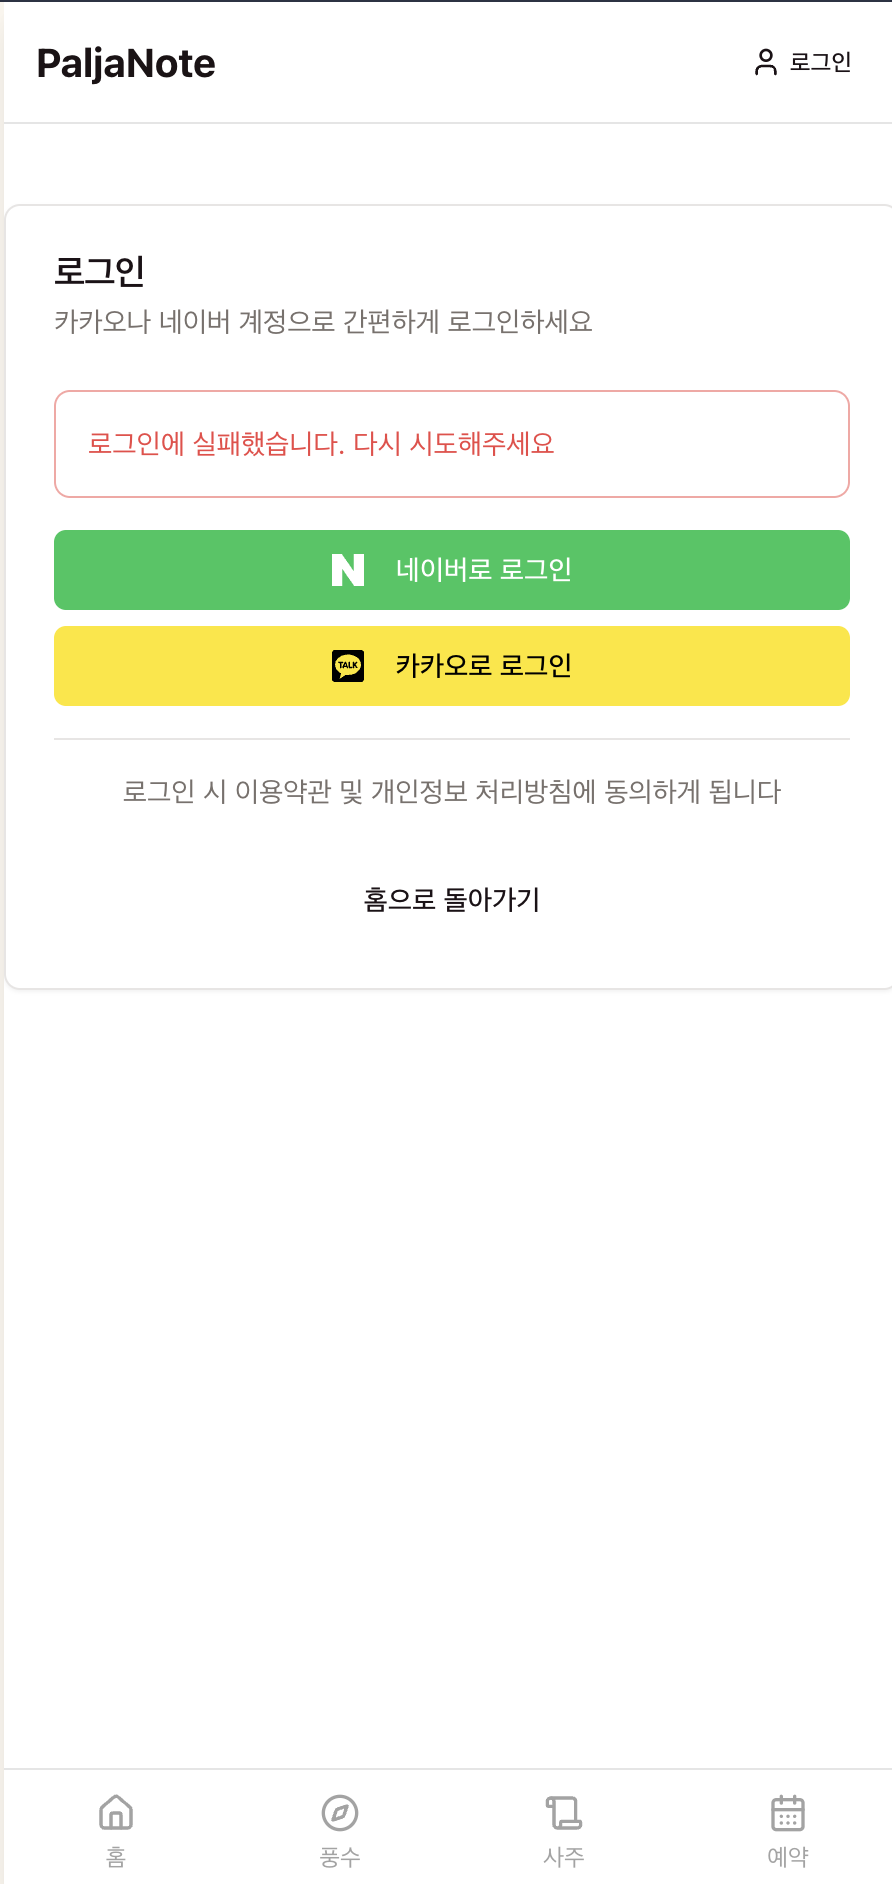 PaljaNote
로그인
로그인
카카오나 네이버 계정으로 간편하게 로그인하세요
로그인에 실패했습니다. 다시 시도해주세요
N 네이버로 로그인
TALK 카카오로 로그인
로그인 시 이용약관 및 개인정보 처리방침에 동의하게 됩니다
홈으로 돌아가기
홈
풍수
사주
예약